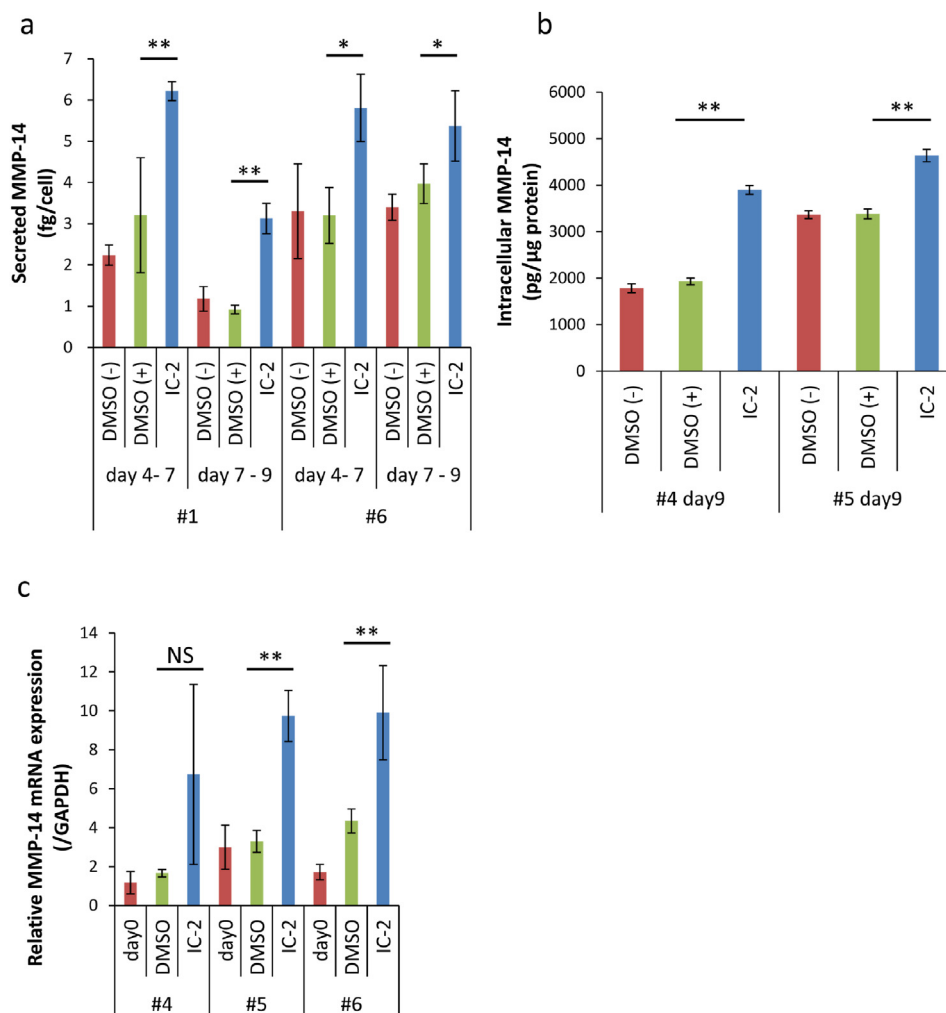 a
Secreted MMP-14
(fg/cell)
7
6
5
4
3
2
1
0
**
**
*
*
DMSO (-)
DMSO (+)
IC-2
DMSO (-)
DMSO (+)
IC-2
DMSO (-)
DMSO (+)
IC-2
DMSO (-)
DMSO (+)
IC-2
day 4- 7
day 7 - 9
day 4- 7
day 7 - 9
#1
#6
b
Intracellular MMP-14
(pg/µg protein)
6000
5000
4000
3000
2000
1000
0
**
**
DMSO (-)
DMSO (+)
IC-2
DMSO (-)
DMSO (+)
IC-2
#4 day9
#5 day9
c
Relative MMP-14 mRNA expression
(/GAPDH)
14
12
10
8
6
4
2
0
NS
**
**
day0
DMSO
IC-2
day0
DMSO
IC-2
day0
DMSO
IC-2
#4
#5
#6